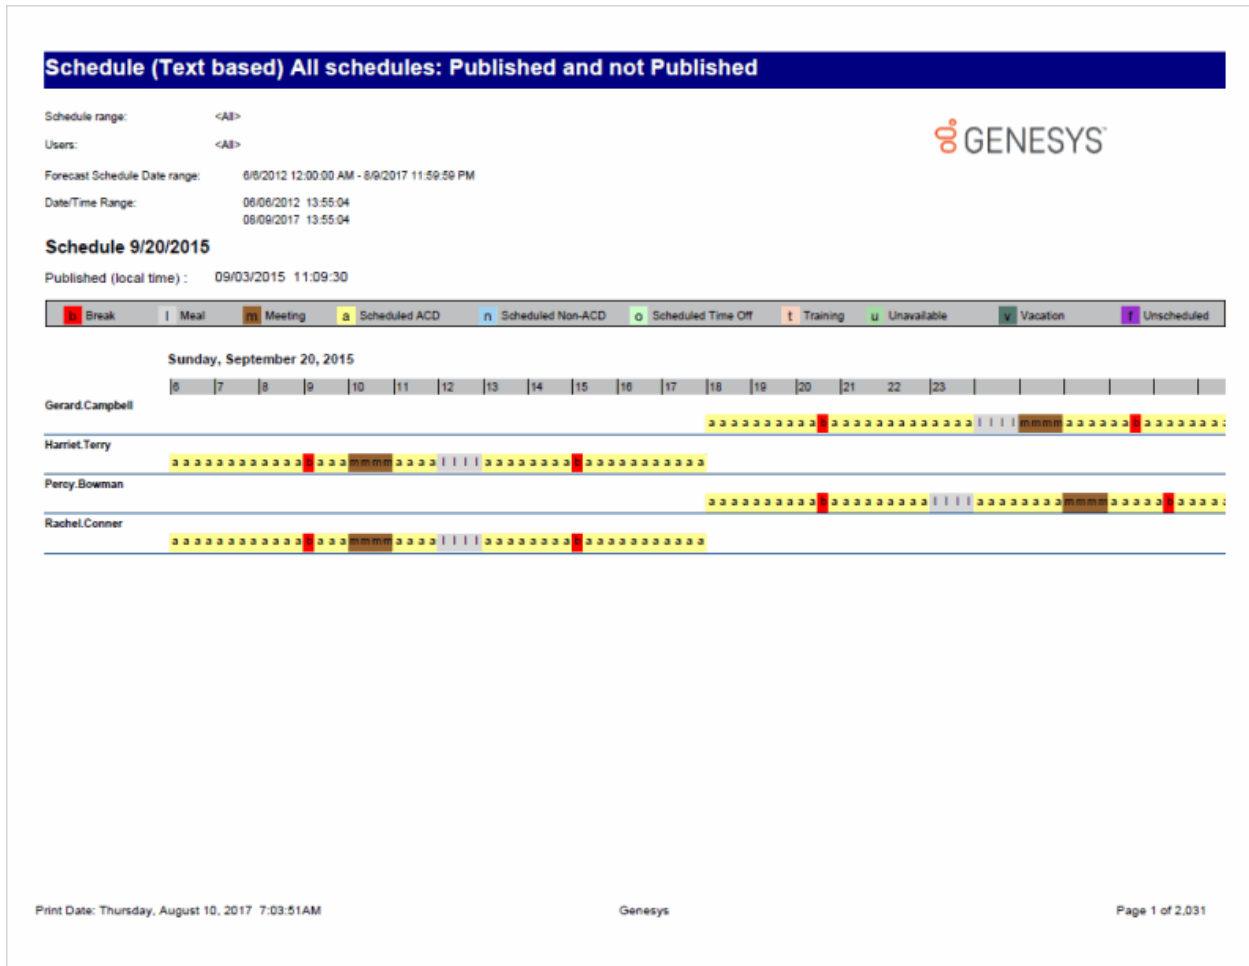 Schedule (Text based) All schedules: Published and not Published
Schedule range: <All>
GENESYS™
Users: <All>
Forecast Schedule Date range: 6/6/2012 12:00:00 AM - 8/9/2017 11:59:59 PM
Date/Time Range: 06/06/2012 13:55:04
08/09/2017 13:55:04
Schedule 9/20/2015
Published (local time) : 09/03/2015 11:09:30
b Break l Meal m Meeting a Scheduled ACD n Scheduled Non-ACD o Scheduled Time Off t Training u Unavailable v Vacation f Unscheduled
Sunday, September 20, 2015
6 7 8 9 10 11 12 13 14 15 16 17 18 19 20 21 22 23
Gerard.Campbell
a a a a a a a a a a b a a a a a a a a a a a a a l l l l m m m m a a a a a a b a a a a a a a a
Harriet.Terry
a a a a a a a a a a a a b a a a m m m m a a a a l l l l a a a a a a a a b a a a a a a a a a a a
Percy.Bowman
a a a a a a a a a a b a a a a a a a a a l l l l a a a a a a a a m m m m a a a a a b a a a a a
Rachel.Conner
a a a a a a a a a a a a b a a a m m m m a a a a l l l l a a a a a a a a b a a a a a a a a a a a
Print Date: Thursday, August 10, 2017 7:03:51AM Genesys Page 1 of 2,031